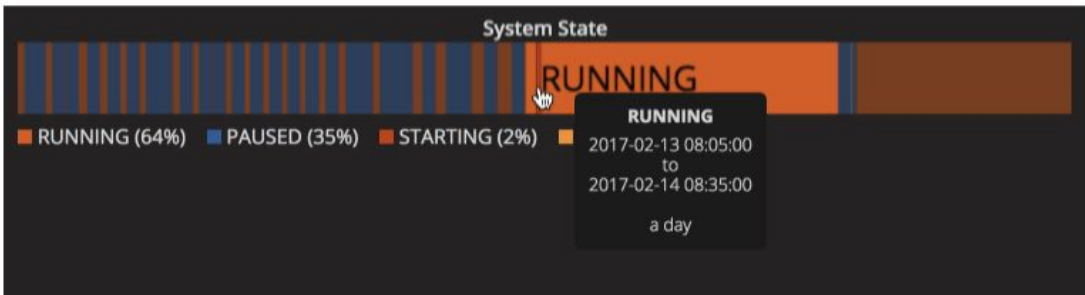 System State
RUNNING
RUNNING (64%) PAUSED (35%) STARTING (2%)
RUNNING
2017-02-13 08:05:00
to
2017-02-14 08:35:00
a day